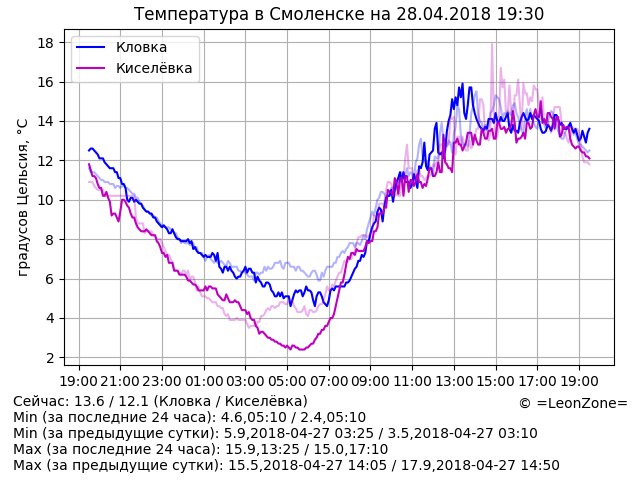 Температура в Смоленске на 28.04.2018 19:30
Кловка
Киселёвка
градусов Цельсия, °C
18
16
14
12
10
8
6
4
2
19:00 21:00 23:00 01:00 03:00 05:00 07:00 09:00 11:00 13:00 15:00 17:00 19:00
Сейчас: 13.6 / 12.1 (Кловка / Киселёвка)
© =LeonZone=
Min (за последние 24 часа): 4.6,05:10 / 2.4,05:10
Min (за предыдущие сутки): 5.9,2018-04-27 03:25 / 3.5,2018-04-27 03:10
Max (за последние 24 часа): 15.9,13:25 / 15.0,17:10
Max (за предыдущие сутки): 15.5,2018-04-27 14:05 / 17.9,2018-04-27 14:50